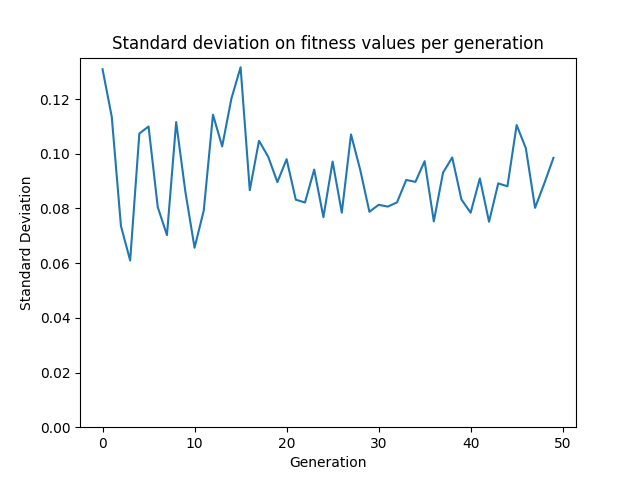 Standard deviation on fitness values per generation
0.12
0.10
0.08
0.06
0.04
0.02
0.00
Standard Deviation
0 10 20 30 40 50
Generation